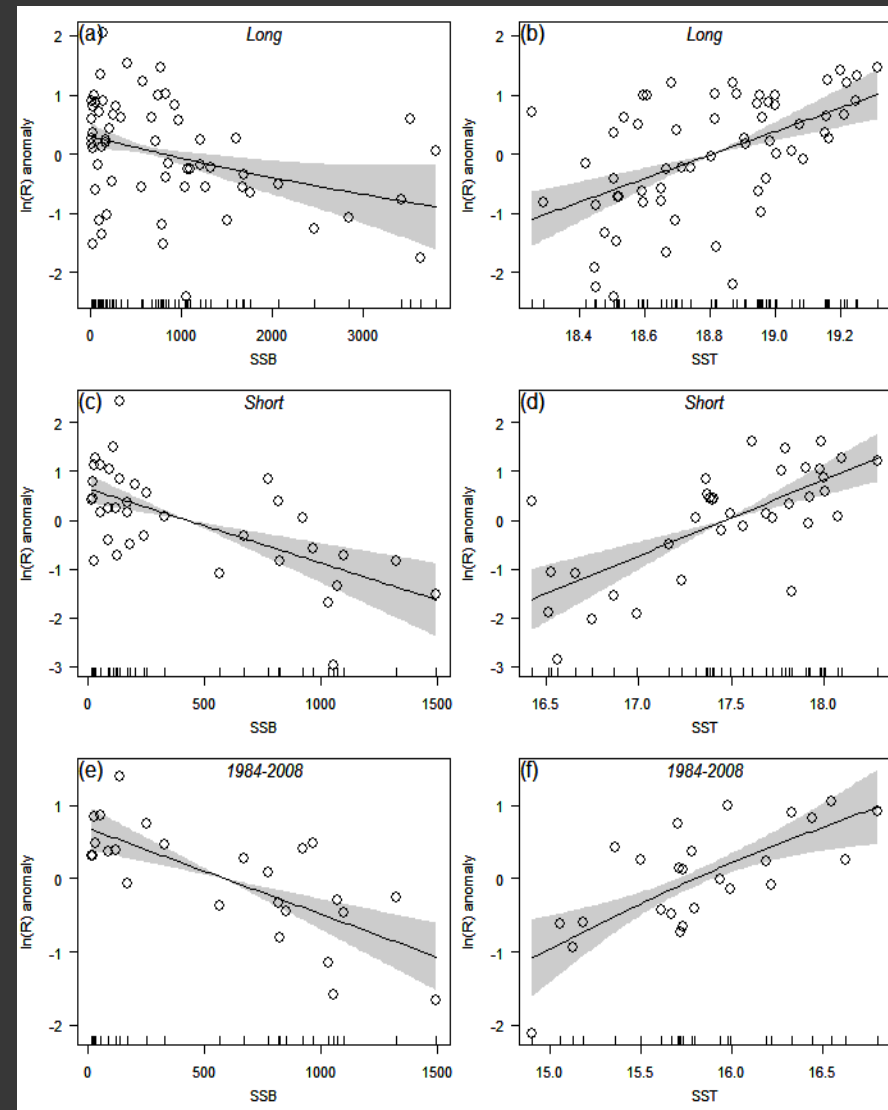 (a) Long
2
1
0
-1
-2
ln(R) anomaly
0 1000 2000 3000
SSB
(b) Long
2
1
0
-1
-2
ln(R) anomaly
18.4 18.6 18.8 19.0 19.2
SST
(c) Short
2
1
0
-1
-2
-3
ln(R) anomaly
0 500 1000 1500
SSB
(d) Short
2
1
0
-1
-2
-3
ln(R) anomaly
16.5 17.0 17.5 18.0
SST
(e) 1984-2008
1
0
-1
-2
ln(R) anomaly
0 500 1000 1500
SSB
(f) 1984-2008
1
0
-1
-2
ln(R) anomaly
15.0 15.5 16.0 16.5
SST